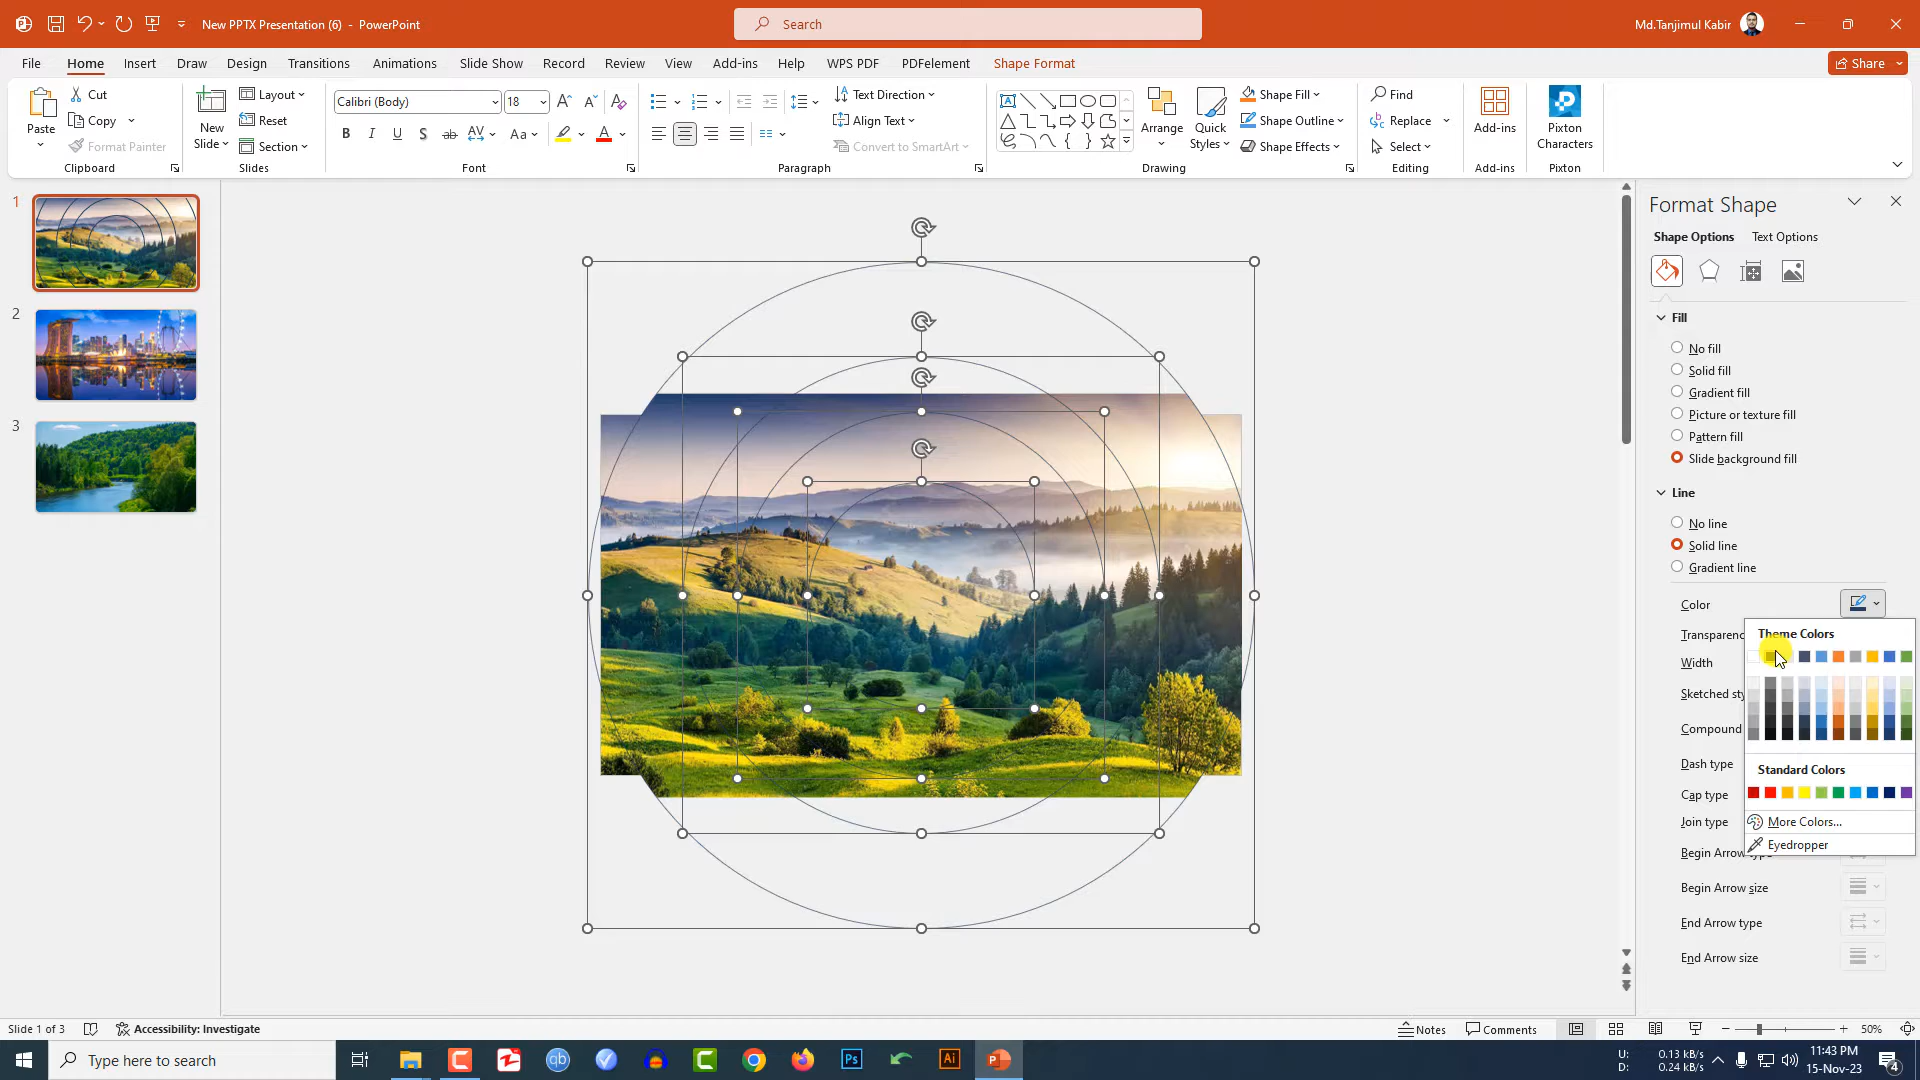 New PPTX Presentation (6) - PowerPoint
Search
Md.Tanjimul Kabir
File Home Insert Draw Design Transitions Animations Slide Show Record Review View Add-ins Help WPS PDF PDFelement Shape Format
Share
Paste
Cut
Copy
Format Painter
Clipboard
New Slide
Layout
Reset
Section
Slides
Calibri (Body) 18
B I U S ab AV Aa A
Font
Text Direction
Align Text
Convert to SmartArt
Paragraph
Arrange
Quick Styles
Shape Fill
Shape Outline
Shape Effects
Drawing
Find
Replace
Select
Editing
Add-ins
Add-ins
Pixton Characters
Pixton
1
2
3
Format Shape
Shape Options Text Options
Fill
No fill
Solid fill
Gradient fill
Picture or texture fill
Pattern fill
Slide background fill
Line
No line
Solid line
Gradient line
Color
Transparenc
Width
Sketched sty
Compound
Dash type
Cap type
Join type
Begin Arrow type
Begin Arrow size
End Arrow type
End Arrow size
Theme Colors
Standard Colors
More Colors...
Eyedropper
Slide 1 of 3
Accessibility: Investigate
Notes
Comments
50%
Type here to search
U: 0.13 kB/s
D: 0.24 kB/s
11:43 PM
15-Nov-23
4